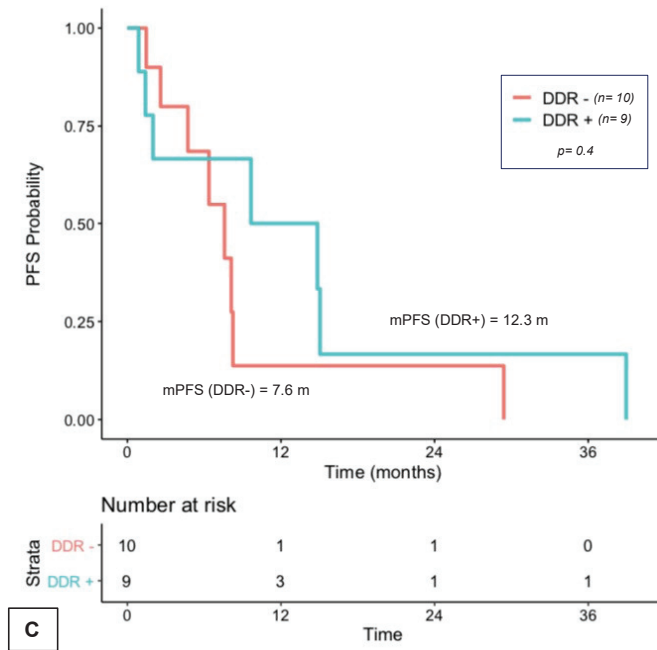 1.00
0.75
0.50
0.25
0.00
PFS Probability
DDR - (n= 10)
DDR + (n= 9)
p= 0.4
mPFS (DDR+) = 12.3 m
mPFS (DDR-) = 7.6 m
0 12 24 36
Time (months)
Number at risk
Strata
DDR - 10 1 1 0
DDR + 9 3 1 1
0 12 24 36
Time
C